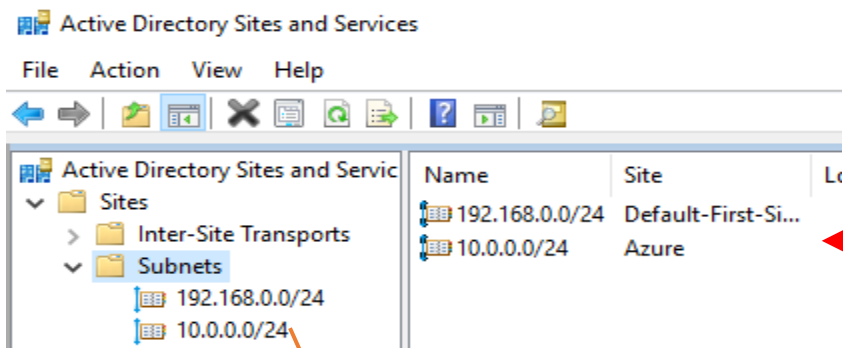 Active Directory Sites and Services
File Action View Help
Active Directory Sites and Servic
Sites
Inter-Site Transports
Subnets
192.168.0.0/24
10.0.0.0/24
Name Site Lo
192.168.0.0/24 Default-First-Si...
10.0.0.0/24 Azure